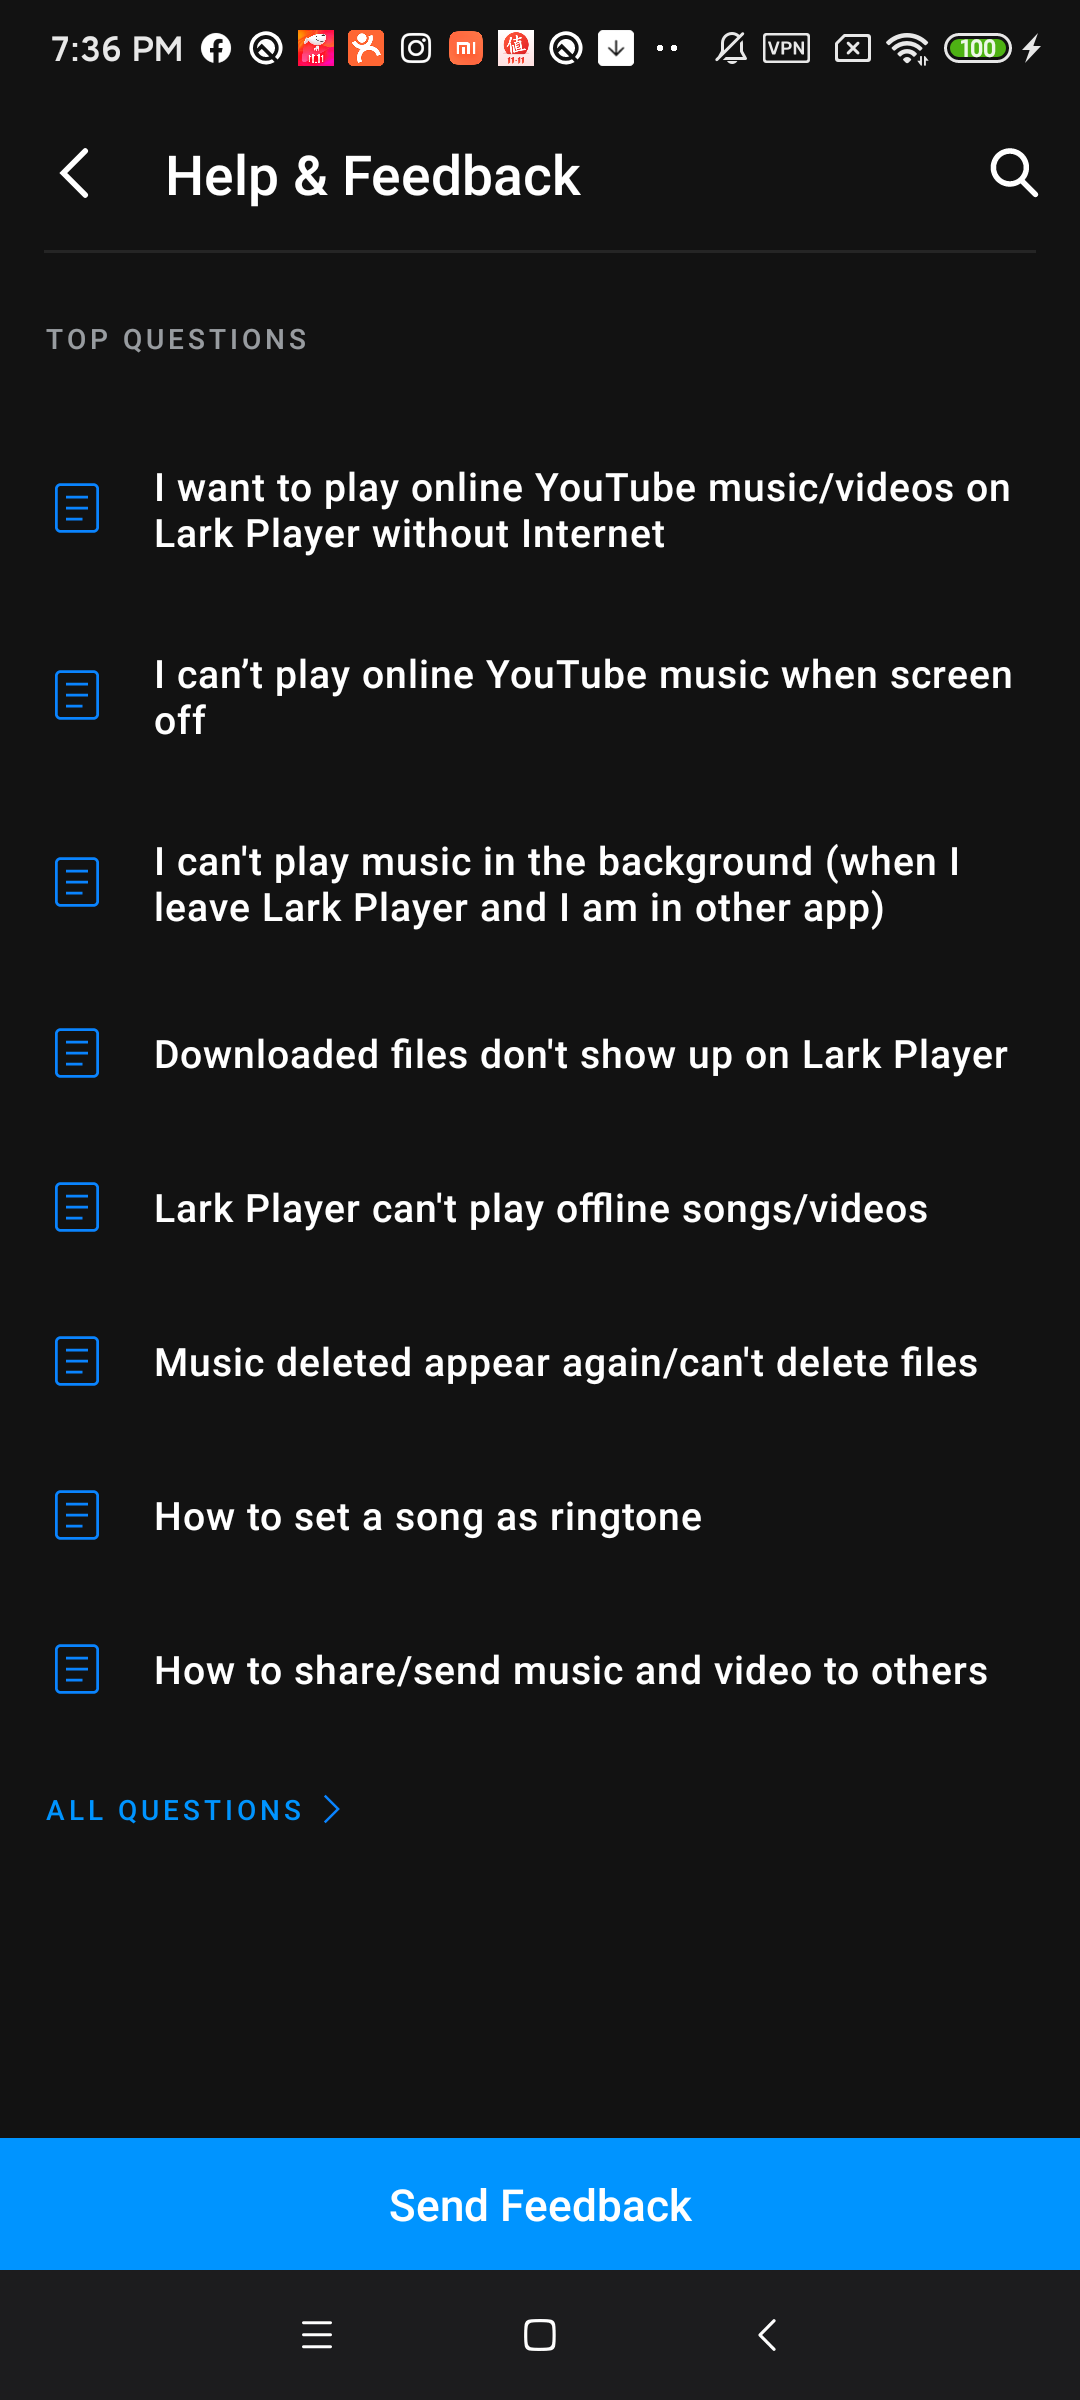 7:36 PM
VPN
100
Help & Feedback
TOP QUESTIONS
I want to play online YouTube music/videos on
Lark Player without Internet
I can’t play online YouTube music when screen
off
I can't play music in the background (when I
leave Lark Player and I am in other app)
Downloaded files don't show up on Lark Player
Lark Player can't play offline songs/videos
Music deleted appear again/can't delete files
How to set a song as ringtone
How to share/send music and video to others
ALL QUESTIONS
Send Feedback